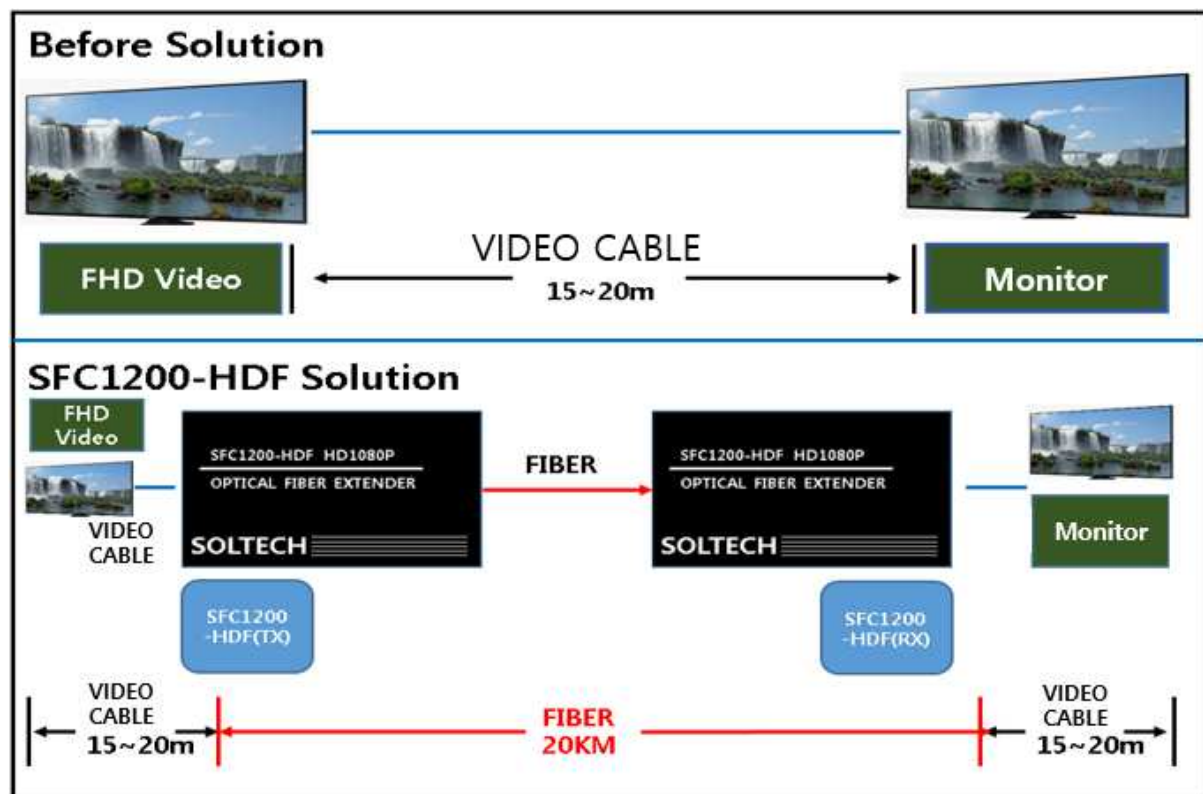 Before Solution
FHD Video
VIDEO CABLE
15~20m
Monitor
SFC1200-HDF Solution
FHD
Video
VIDEO
CABLE
SFC1200-HDF HD1080P
OPTICAL FIBER EXTENDER
SOLTECH
FIBER
SFC1200-HDF HD1080P
OPTICAL FIBER EXTENDER
SOLTECH
Monitor
SFC1200
-HDF(TX)
SFC1200
-HDF(RX)
VIDEO
CABLE
15~20m
FIBER
20KM
VIDEO
CABLE
15~20m